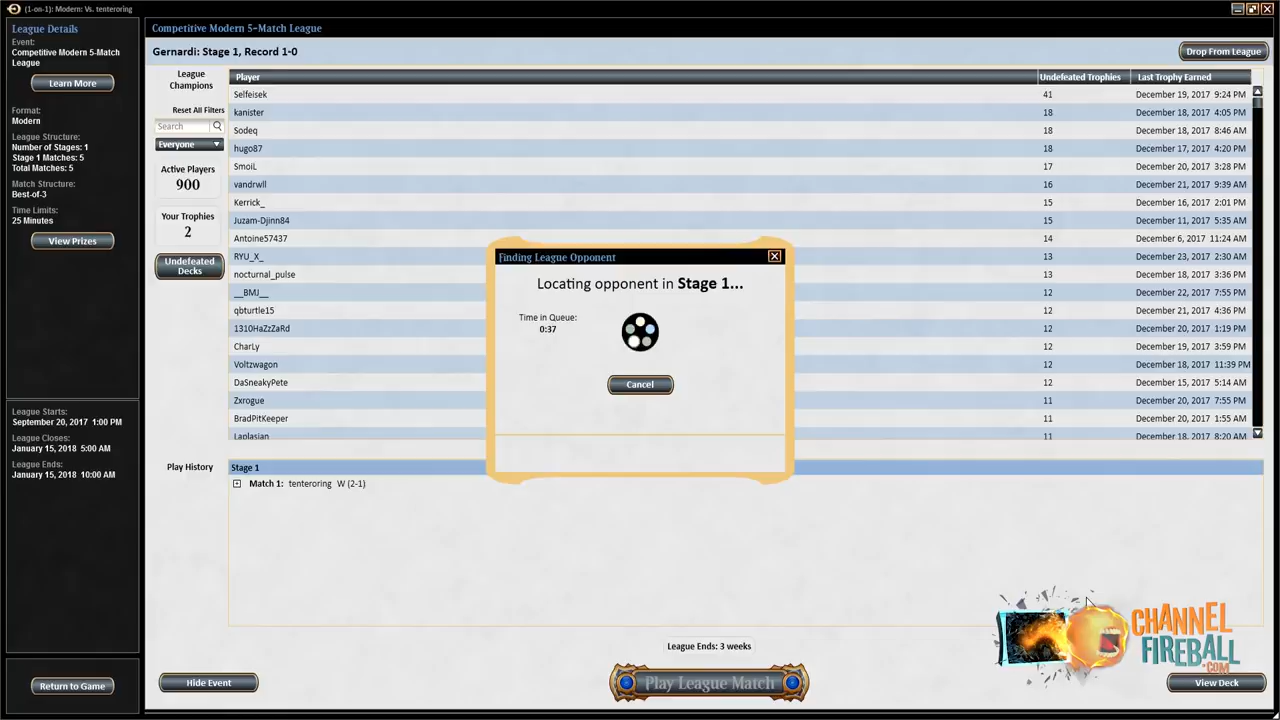 (1-on-1): Modern: Vs. tenteroring
League Details
Event:
Competitive Modern 5-Match
League
Learn More
Format:
Modern
League Structure:
Number of Stages: 1
Stage 1 Matches: 5
Total Matches: 5
Match Structure:
Best-of-3
Time Limits:
25 Minutes
View Prizes
League Starts:
September 20, 2017 1:00 PM
League Closes:
January 15, 2018 5:00 AM
League Ends:
January 15, 2018 10:00 AM
Return to Game
Competitive Modern 5-Match League
Gernardi: Stage 1, Record 1-0
Drop From League
League
Champions
Reset All Filters
Search
Everyone
Active Players
900
Your Trophies
2
Undefeated
Decks
Player Undefeated Trophies Last Trophy Earned
Selfeisek 41 December 19, 2017 9:24 PM
kanister 18 December 18, 2017 4:05 PM
Sodeq 18 December 18, 2017 8:46 AM
hugo87 18 December 17, 2017 4:20 PM
SmoiL 17 December 20, 2017 3:28 PM
vandrwll 16 December 21, 2017 9:39 AM
Kerrick_ 15 December 16, 2017 2:01 PM
Juzam-Djinn84 15 December 11, 2017 5:35 AM
Antoine57437 14 December 6, 2017 11:24 AM
RYU_X_ 13 December 23, 2017 2:30 AM
nocturnal_pulse 13 December 18, 2017 3:36 PM
__BMJ__ 12 December 22, 2017 7:55 PM
qbturtle15 12 December 21, 2017 4:36 PM
1310HaZzZaRd 12 December 20, 2017 1:19 PM
CharLy 12 December 19, 2017 3:59 PM
Voltzwagon 12 December 18, 2017 11:39 PM
DaSneakyPete 12 December 15, 2017 5:14 AM
Zxrogue 11 December 20, 2017 7:55 PM
BradPitKeeper 11 December 20, 2017 1:55 AM
Laplasian 11 December 18, 2017 8:20 AM
Finding League Opponent
Locating opponent in Stage 1...
Time in Queue:
0:37
Cancel
Play History
Stage 1
Match 1: tenteroring W (2-1)
League Ends: 3 weeks
Hide Event
Play League Match
View Deck
CHANNEL
FIREBALL
.COM